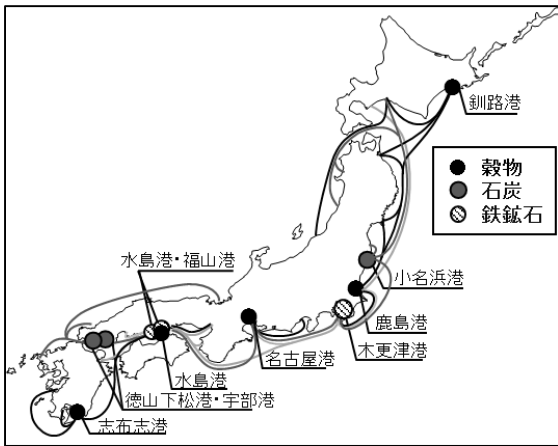 釧路港
穀物
石炭
鉄鉱石
水島港・福山港
小名浜港
鹿島港
名古屋港
木更津港
水島港
徳山下松港・宇部港
志布志港